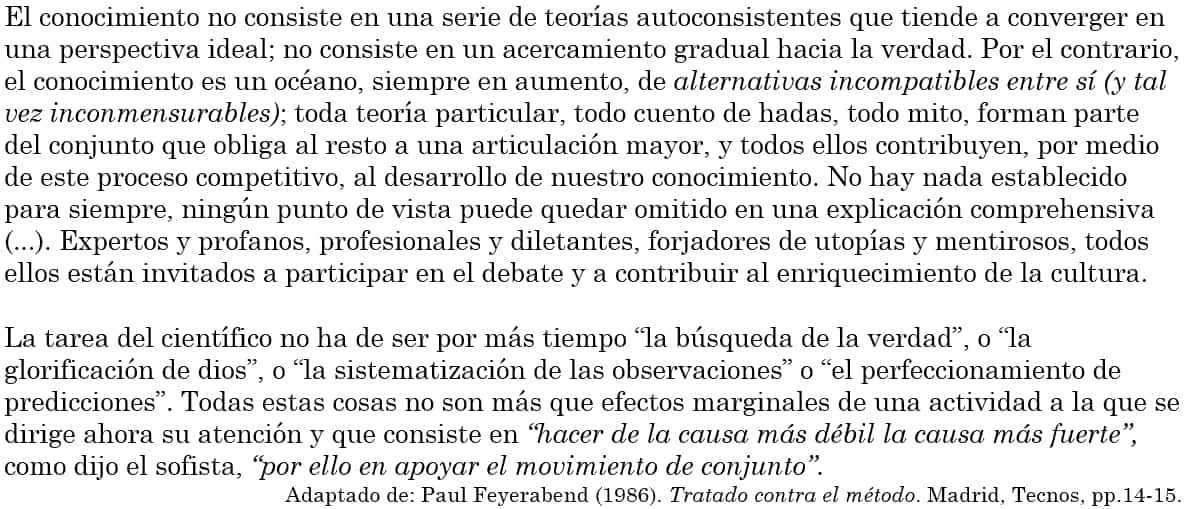 El conocimiento no consiste en una serie de teorías autoconsistentes que tiende a converger en
una perspectiva ideal; no consiste en un acercamiento gradual hacia la verdad. Por el contrario,
el conocimiento es un océano, siempre en aumento, de alternativas incompatibles entre sí (y tal
vez inconmensurables); toda teoría particular, todo cuento de hadas, todo mito, forman parte
del conjunto que obliga al resto a una articulación mayor, y todos ellos contribuyen, por medio
de este proceso competitivo, al desarrollo de nuestro conocimiento. No hay nada establecido
para siempre, ningún punto de vista puede quedar omitido en una explicación comprehensiva
(...). Expertos y profanos, profesionales y diletantes, forjadores de utopías y mentirosos, todos
ellos están invitados a participar en el debate y a contribuir al enriquecimiento de la cultura.
La tarea del científico no ha de ser por más tiempo “la búsqueda de la verdad”, o “la
glorificación de dios”, o “la sistematización de las observaciones” o “el perfeccionamiento de
predicciones”. Todas estas cosas no son más que efectos marginales de una actividad a la que se
dirige ahora su atención y que consiste en “hacer de la causa más débil la causa más fuerte”,
como dijo el sofista, “por ello en apoyar el movimiento de conjunto”.
Adaptado de: Paul Feyerabend (1986). Tratado contra el método. Madrid, Tecnos, pp.14-15.